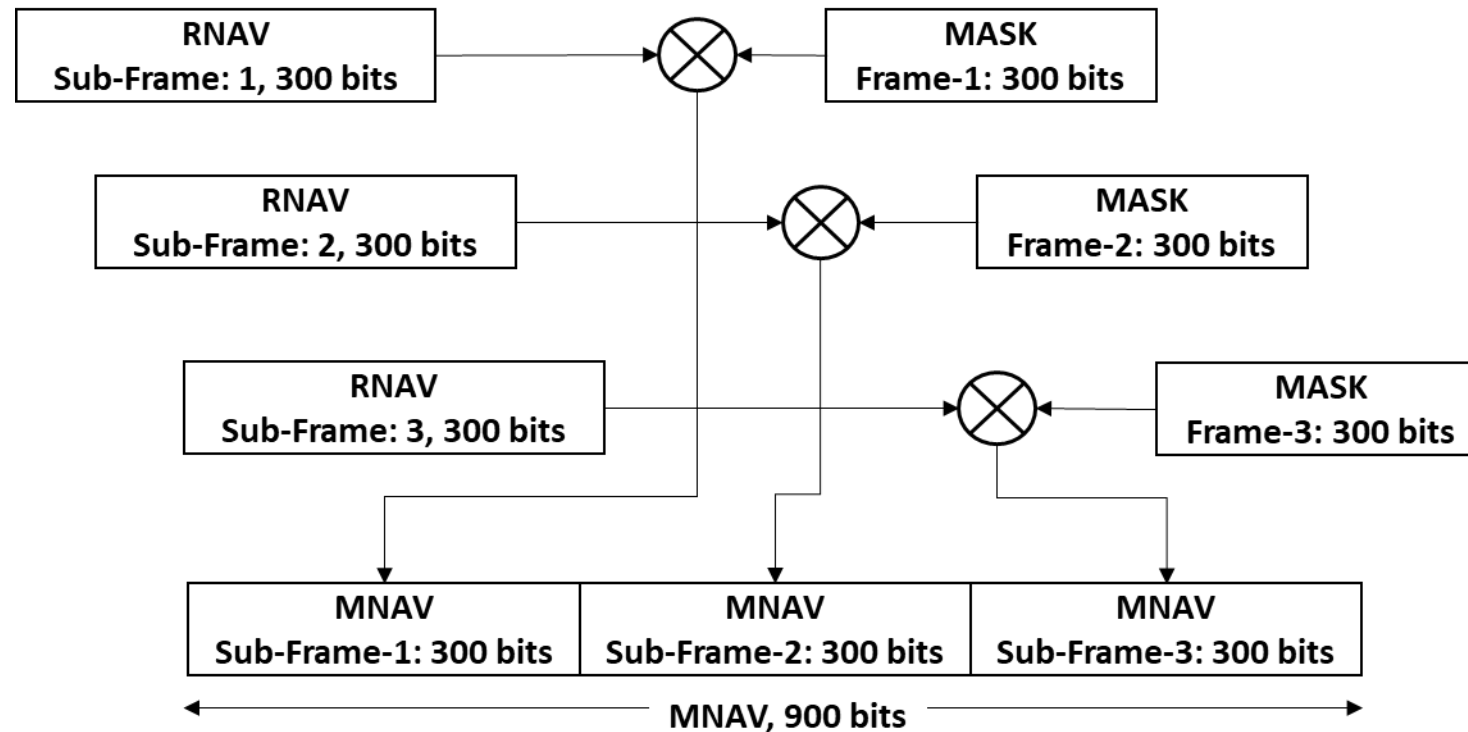 RNAV
Sub-Frame: 1, 300 bits
MASK
Frame-1: 300 bits
RNAV
Sub-Frame: 2, 300 bits
MASK
Frame-2: 300 bits
RNAV
Sub-Frame: 3, 300 bits
MASK
Frame-3: 300 bits
MNAV
Sub-Frame-1: 300 bits
MNAV
Sub-Frame-2: 300 bits
MNAV
Sub-Frame-3: 300 bits
MNAV, 900 bits